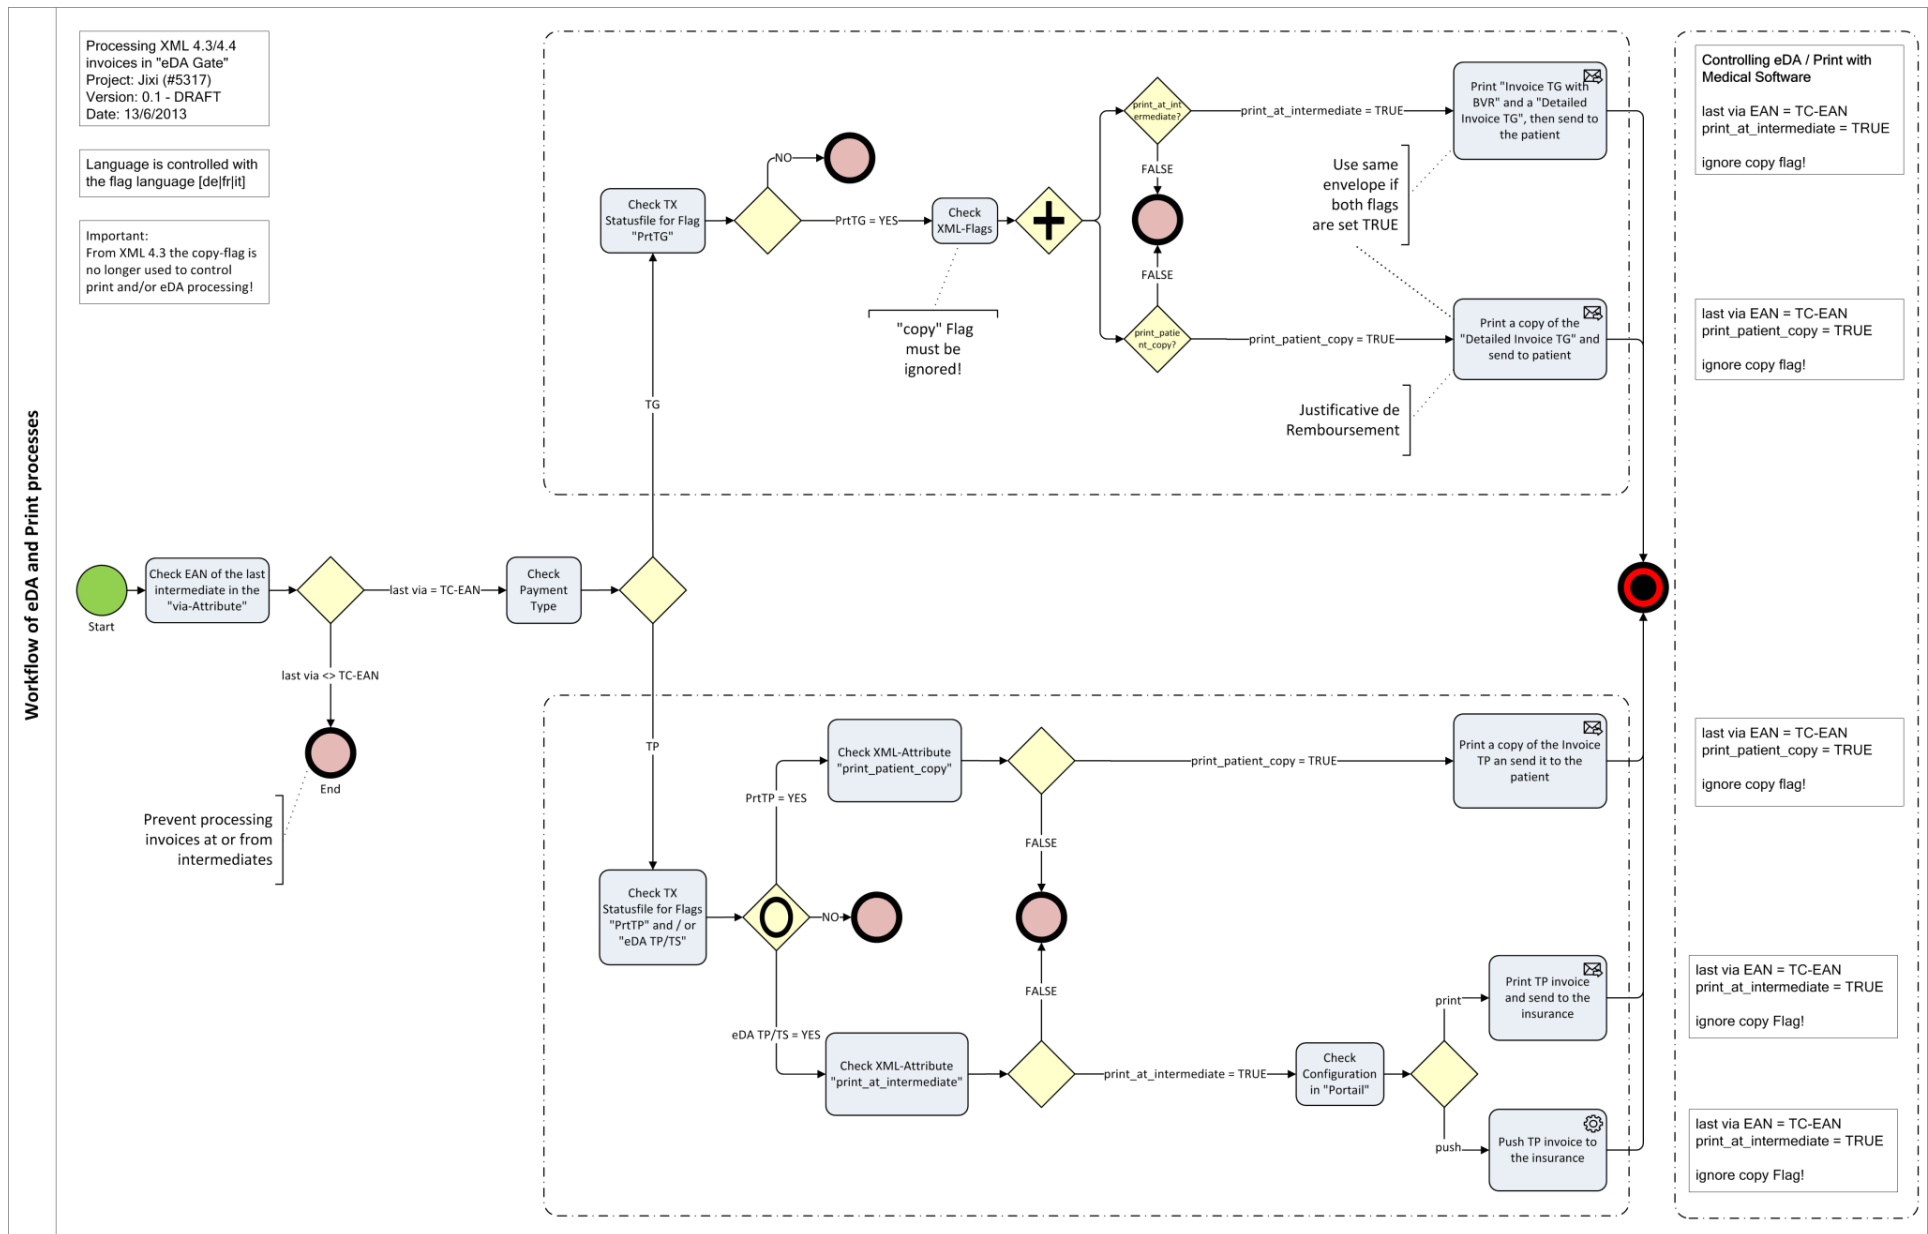 Workflow of eDA and Print processes
Processing XML 4.3/4.4
invoices in "eDA Gate"
Project: Jixi (#5317)
Version: 0.1 - DRAFT
Date: 13/6/2013
Language is controlled with
the flag language [de|fr|it]
Important:
From XML 4.3 the copy-flag is
no longer used to control
print and/or eDA processing!
Start
Check EAN of the last
intermediate in the
"via-Attribute"
last via = TC-EAN
last via <> TC-EAN
End
Prevent processing
invoices at or from
intermediates
Check
Payment
Type
TG
TP
Check TX
Statusfile for Flag
"PrtTG"
NO
PrtTG = YES
Check
XML-Flags
"copy" Flag
must be
ignored!
print_at_int
ermediate?
print_at_intermediate = TRUE
FALSE
FALSE
print_patie
nt_copy?
print_patient_copy = TRUE
Print "Invoice TG with
BVR" and a "Detailed
Invoice TG", then send to
the patient
Use same
envelope if
both flags
are set TRUE
Print a copy of the
"Detailed Invoice TG" and
send to patient
Justificative de
Remboursement
Check TX
Statusfile for Flags
"PrtTP" and / or
"eDA TP/TS"
PrtTP = YES
NO
eDA TP/TS = YES
Check XML-Attribute
"print_patient_copy"
print_patient_copy = TRUE
FALSE
FALSE
Print a copy of the Invoice
TP an send it to the
patient
Check XML-Attribute
"print_at_intermediate"
print_at_intermediate = TRUE
Check
Configuration
in "Portail"
print
push
Print TP invoice
and send to the
insurance
Push TP invoice to
the insurance
Controlling eDA / Print with
Medical Software
last via EAN = TC-EAN
print_at_intermediate = TRUE
ignore copy flag!
last via EAN = TC-EAN
print_patient_copy = TRUE
ignore copy flag!
last via EAN = TC-EAN
print_patient_copy = TRUE
ignore copy flag!
last via EAN = TC-EAN
print_at_intermediate = TRUE
ignore copy Flag!
last via EAN = TC-EAN
print_at_intermediate = TRUE
ignore copy Flag!